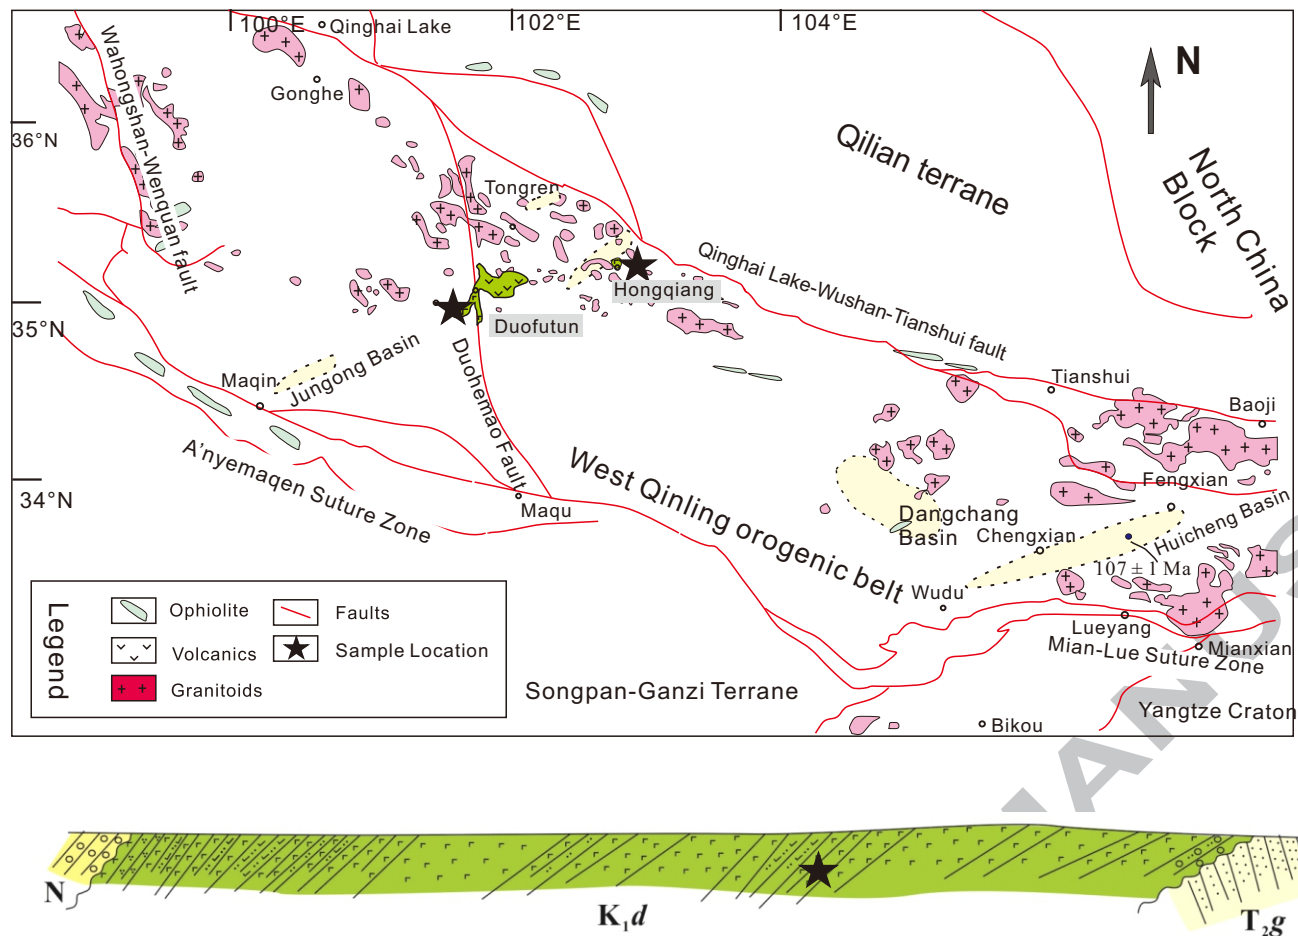 100°E
102°E
104°E
Qinghai Lake
Gonghe
N
36°N
Wahongshan-Wenquan fault
Qilian terrane
North China
Block
Tongren
Qinghai Lake-Wushan-Tianshui fault
Hongqiang
35°N
Duofutun
Jungong Basin
Maqin
Duohemao Fault
Tianshui
Baoji
A'nyemaqen Suture Zone
West Qinling orogenic belt
34°N
Maqu
Fengxian
Dangchang
Basin
Chengxian
Huicheng Basin
107 ± 1 Ma
Wudu
Lueyang
Mianxian
Mian-Lue Suture Zone
Songpan-Ganzi Terrane
Yangtze Craton
Bikou
Legend
Ophiolite
Faults
Volcanics
Sample Location
Granitoids
N
K₁d
T₂g